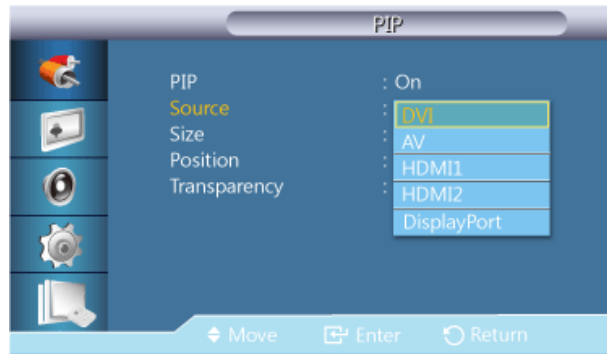 PIP
PIP : On
Source : DVI
Size : AV
Position : HDMI1
Transparency : HDMI2
DisplayPort
Move Enter Return